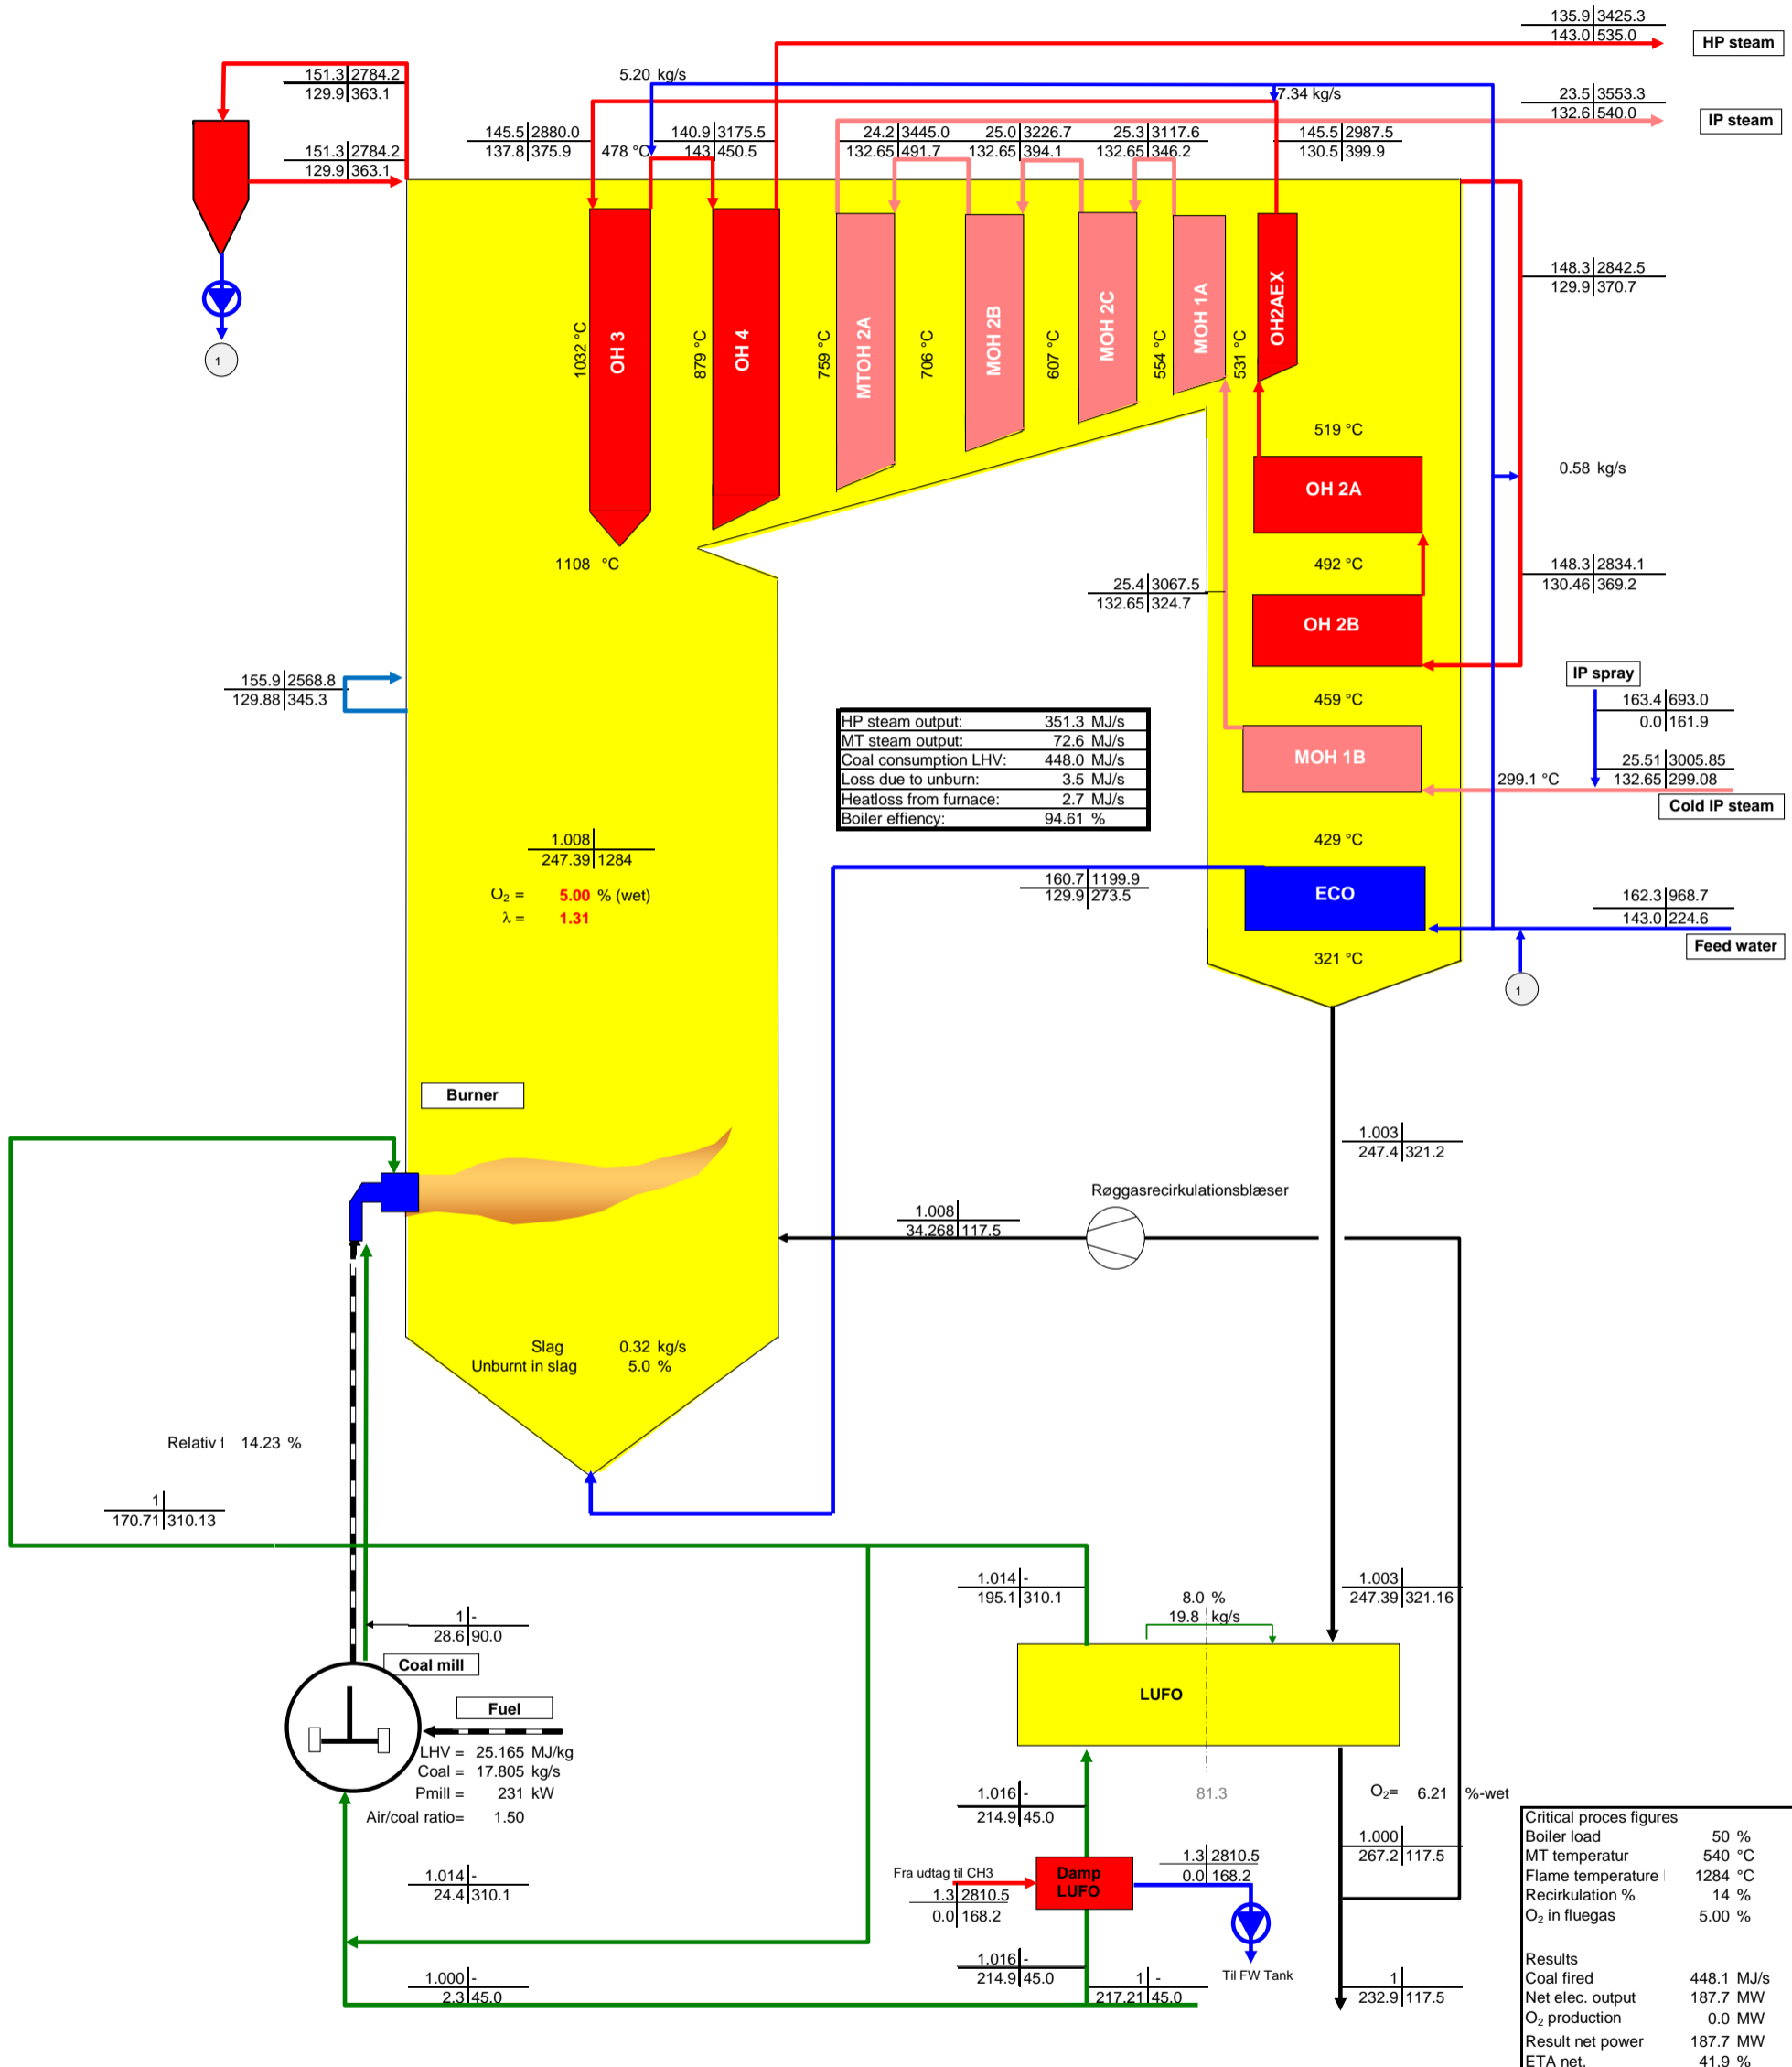 135.9 3425.3
143.0 535.0
HP steam
151.3 2784.2
129.9 363.1
5.20 kg/s
7.34 kg/s
23.5 3553.3
132.6 540.0
IP steam
145.5 2880.0
137.8 375.9
478 °C
140.9 3175.5
143 450.5
24.2 3445.0
132.65 491.7
25.0 3226.7
132.65 394.1
25.3 3117.6
132.65 346.2
145.5 2987.5
130.5 399.9
151.3 2784.2
129.9 363.1
1
1032 °C
OH 3
879 °C
OH 4
759 °C
MTOH 2A
706 °C
MOH 2B
607 °C
MOH 2C
554 °C
MOH 1A
531 °C
OH2AEX
148.3 2842.5
129.9 370.7
519 °C
OH 2A
0.58 kg/s
1108 °C
492 °C
25.4 3067.5
132.65 324.7
148.3 2834.1
130.46 369.2
OH 2B
IP spray
155.9 2568.8
129.88 345.3
459 °C
163.4 693.0
0.0 161.9
HP steam output: 351.3 MJ/s
MT steam output: 72.6 MJ/s
Coal consumption LHV: 448.0 MJ/s
Loss due to unburn: 3.5 MJ/s
Heatloss from furnace: 2.7 MJ/s
Boiler effiency: 94.61 %
MOH 1B
25.51 3005.85
299.1 °C
132.65 299.08
Cold IP steam
1.008
247.39 1284
429 °C
O2 = 5.00 % (wet)
λ = 1.31
160.7 1199.9
129.9 273.5
ECO
162.3 968.7
143.0 224.6
Feed water
321 °C
1
Burner
1.003
247.4 321.2
Røggasrecirkulationsblæser
1.008
34.268 117.5
Slag 0.32 kg/s
Unburnt in slag 5.0 %
Relativ 14.23 %
1
170.71 310.13
1.014 -
195.1 310.1
8.0 %
19.8 kg/s
1.003
247.39 321.16
1 -
28.6 90.0
Coal mill
LUFO
Fuel
LHV = 25.165 MJ/kg
Coal = 17.805 kg/s
Pmill = 231 kW
Air/coal ratio= 1.50
1.016 -
214.9 45.0
81.3
O2= 6.21 %-wet
1.000
267.2 117.5
Critical proces figures
Boiler load 50 %
MT temperatur 540 °C
Flame temperature 1284 °C
Recirkulation % 14 %
O2 in fluegas 5.00 %
1.014 -
24.4 310.1
Fra udtag til CH3
1.3 2810.5
0.0 168.2
Damp
LUFO
1.3 2810.5
0.0 168.2
1.016 -
214.9 45.0
Til FW Tank
1.000 -
2.3 45.0
1 -
217.21 45.0
1
232.9 117.5
Results
Coal fired 448.1 MJ/s
Net elec. output 187.7 MW
O2 production 0.0 MW
Result net power 187.7 MW
ETA net. 41.9 %